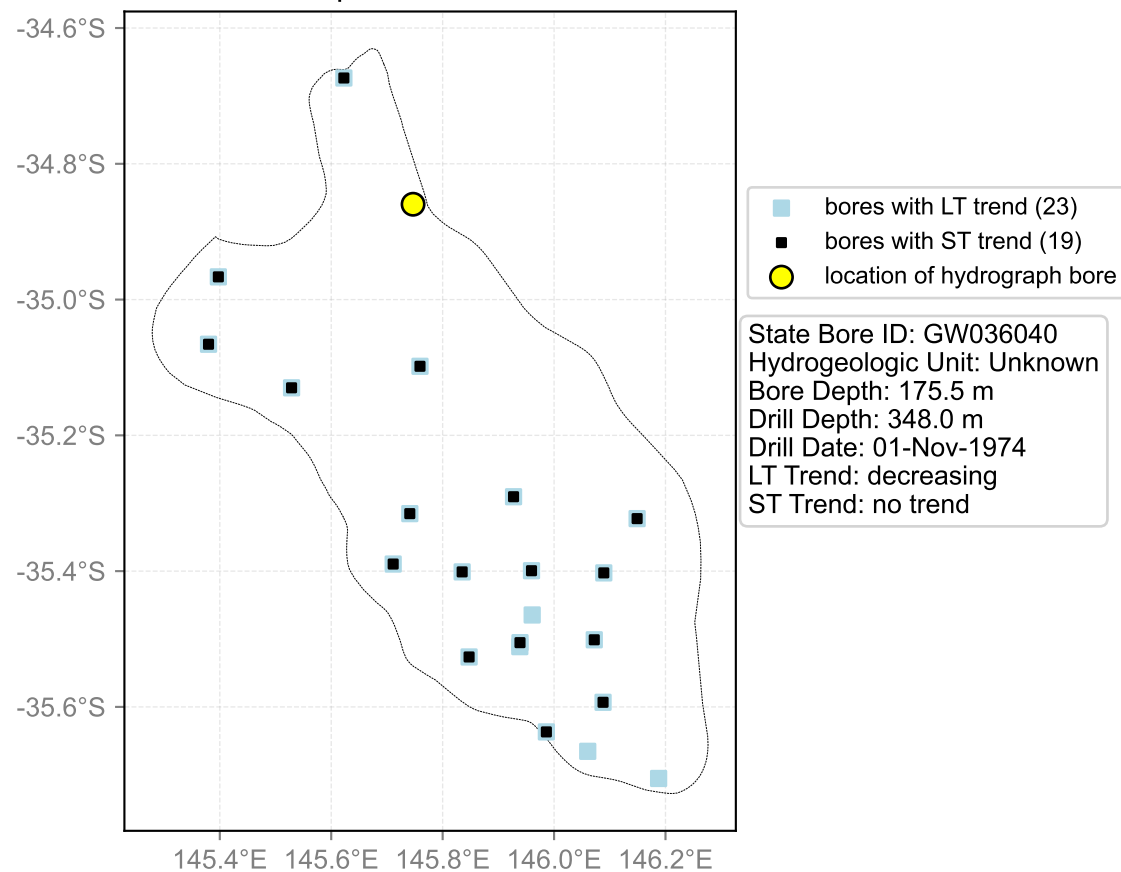 -34.6°S
-34.8°S
-35.0°S
-35.2°S
-35.4°S
-35.6°S
145.4°E 145.6°E 145.8°E 146.0°E 146.2°E
bores with LT trend (23)
bores with ST trend (19)
location of hydrograph bore
State Bore ID: GW036040
Hydrogeologic Unit: Unknown
Bore Depth: 175.5 m
Drill Depth: 348.0 m
Drill Date: 01-Nov-1974
LT Trend: decreasing
ST Trend: no trend